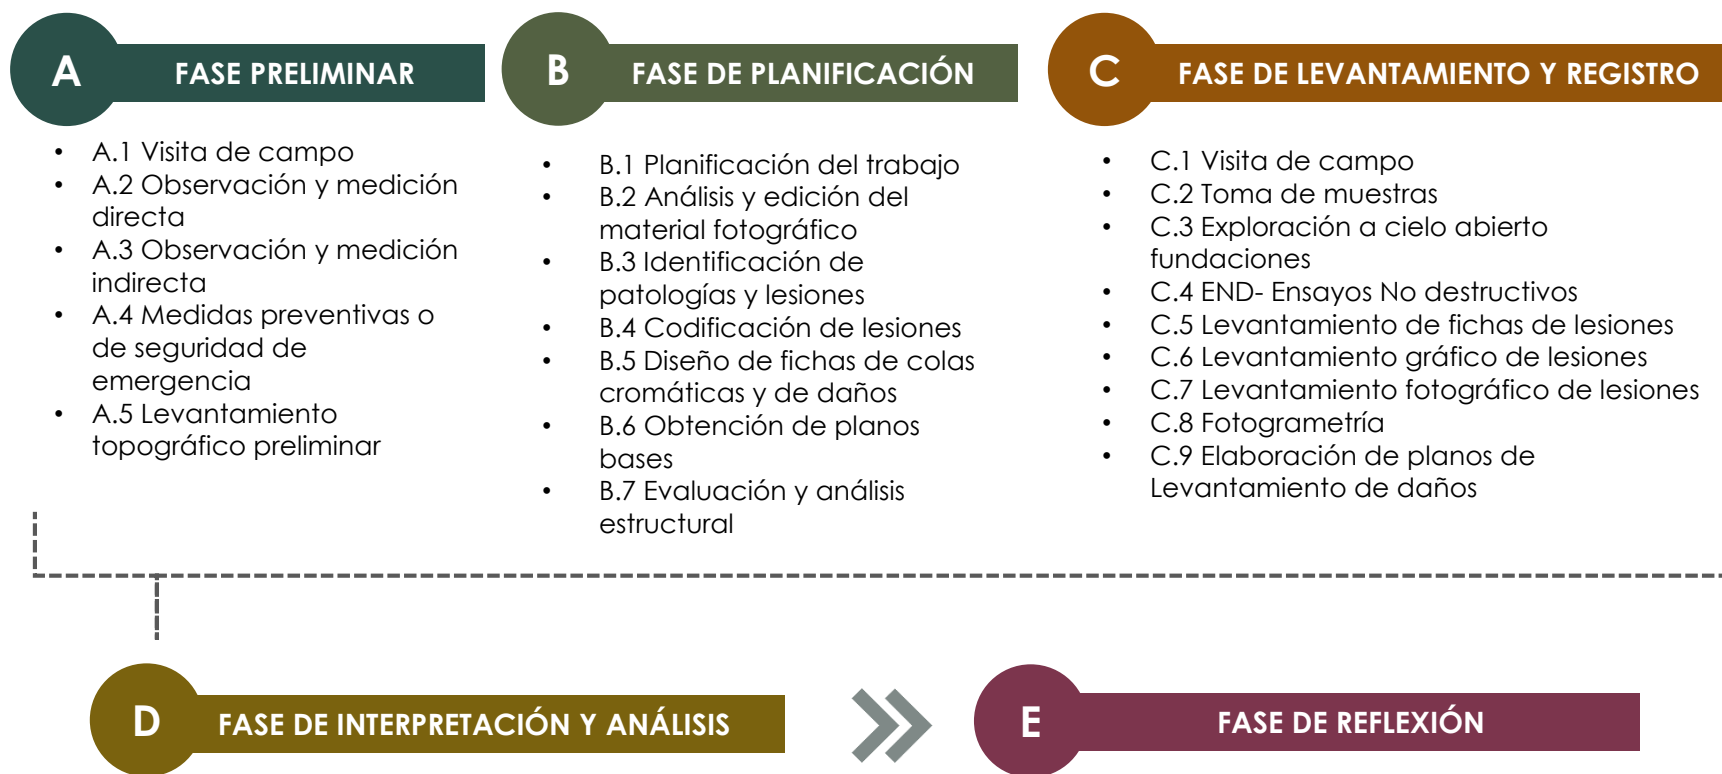 A
FASE PRELIMINAR
• A.1 Visita de campo
• A.2 Observación y medición
directa
• A.3 Observación y medición
indirecta
• A.4 Medidas preventivas o
de seguridad de
emergencia
• A.5 Levantamiento
topográfico preliminar
B
FASE DE PLANIFICACIÓN
• B.1 Planificación del trabajo
• B.2 Análisis y edición del
material fotográfico
• B.3 Identificación de
patologías y lesiones
• B.4 Codificación de lesiones
• B.5 Diseño de fichas de colas
cromáticas y de daños
• B.6 Obtención de planos
bases
• B.7 Evaluación y análisis
estructural
C
FASE DE LEVANTAMIENTO Y REGISTRO
• C.1 Visita de campo
• C.2 Toma de muestras
• C.3 Exploración a cielo abierto
fundaciones
• C.4 END- Ensayos No destructivos
• C.5 Levantamiento de fichas de lesiones
• C.6 Levantamiento gráfico de lesiones
• C.7 Levantamiento fotográfico de lesiones
• C.8 Fotogrametría
• C.9 Elaboración de planos de
Levantamiento de daños
D
FASE DE INTERPRETACIÓN Y ANÁLISIS
E
FASE DE REFLEXIÓN